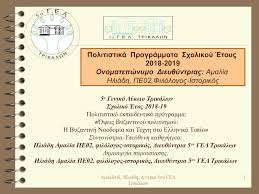 5ο ΓΕΛ
ΤΡΙΚΑΛΩΝ
Πολιτιστικά Προγράμματα Σχολικού Έτους
2018-2019
Ονοματεπώνυμο Διευθύντριας: Αμαλία
Ηλιάδη, ΠΕ02,Φιλόλογος-Ιστορικός
5ο Γενικό Λύκειο Τρικάλων
Σχολικό Έτος 2018-19
Πολιτιστικό εκπαιδευτικό πρόγραμμα:
«Όψεις Βυζαντινού πολιτισμού:
Η Βυζαντινή Ναοδομία και Τέχνη στο Ελληνικό Τοπίο»
Συντονίστρια-Υπεύθυνη καθηγήτρια:
Ηλιάδη Αμαλία ΠΕ02, φιλόλογος-ιστορικός, Διευθύντρια 5ου ΓΕΛ Τρικάλων
Δημιουργία παρουσίασης:
Ηλιάδη Αμαλία ΠΕ02, φιλόλογος-ιστορικός, Διευθύντρια 5ου ΓΕΛ Τρικάλων
Αμαλία Κ. Ηλιάδη, 5ου ΓΕΛ
Τρικάλων
1